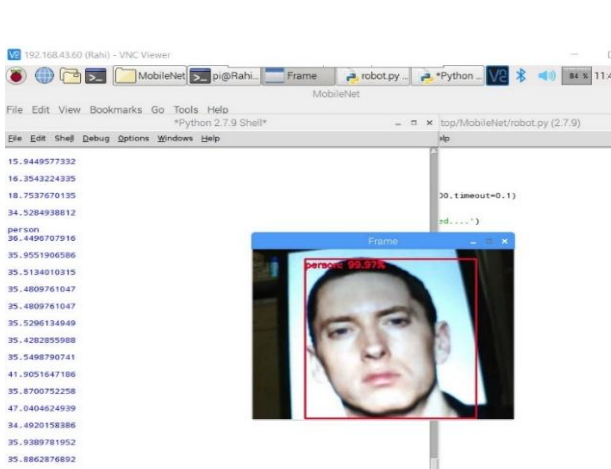 192.168.43.60 (Rahi) - VNC Viewer
MobileNet
pi@Rahi...
Frame
robot.py ...
*Python ...
84 %
11:4
MobileNet
File Edit View Bookmarks Go Tools Help
*Python 2.7.9 Shell*
top/MobileNet/robot.py (2.7.9)
File Edit Shell Debug Options Windows Help
elp
15.9449577332
16.3543224335
18.7537670135
00,timeout=0.1)
34.5284938812
ed....')
person
36.4496707916
Frame
35.9551906586
person: 99.97%
35.5134010315
35.4809761047
35.4809761047
35.5296134949
35.4282855988
35.5498790741
41.9051647186
35.8700752258
47.0404624939
34.4920158386
35.9389781952
35.8862876892